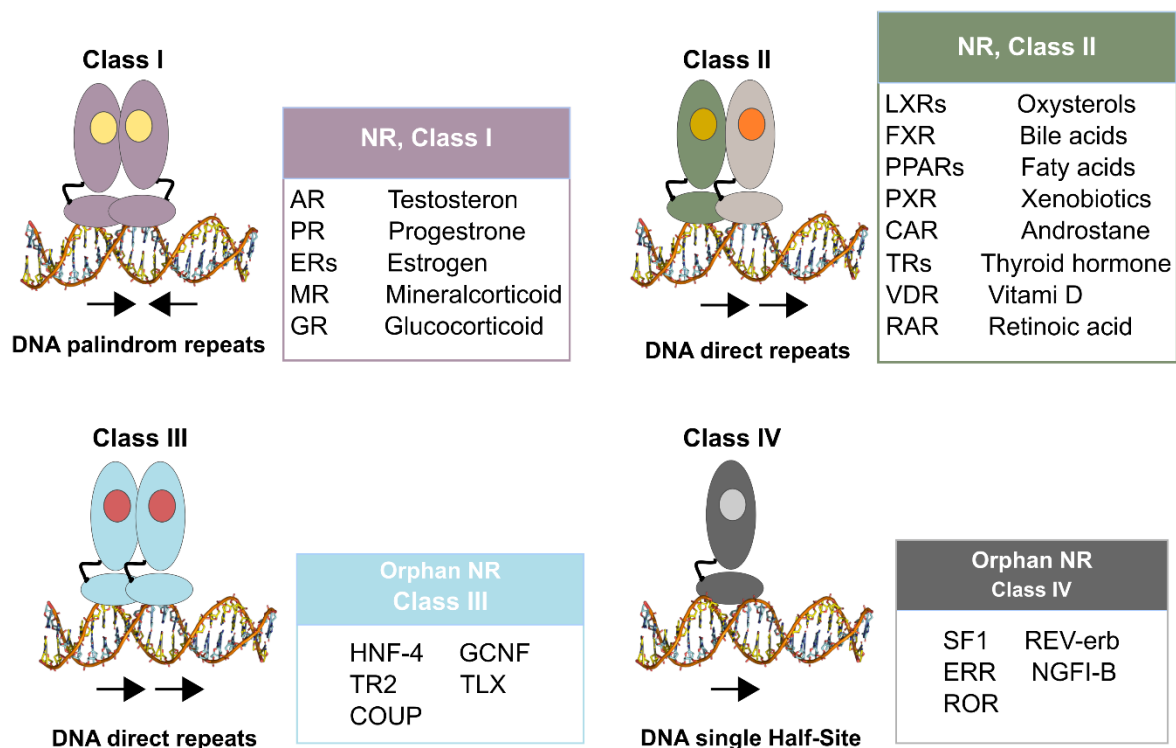 Class I
NR, Class I
AR Testosteron
PR Progestrone
ERs Estrogen
MR Mineralcorticoid
GR Glucocorticoid
DNA palindrom repeats
Class II
NR, Class II
LXRs Oxysterols
FXR Bile acids
PPARs Faty acids
PXR Xenobiotics
CAR Androstane
TRs Thyroid hormone
VDR Vitami D
RAR Retinoic acid
DNA direct repeats
Class III
Orphan NR
Class III
HNF-4 GCNF
TR2 TLX
COUP
DNA direct repeats
Class IV
Orphan NR
Class IV
SF1 REV-erb
ERR NGFI-B
ROR
DNA single Half-Site